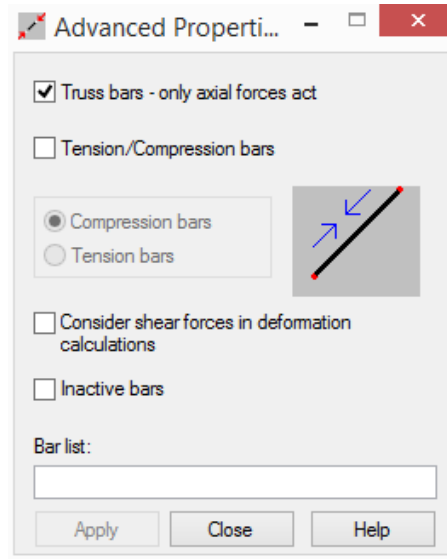 Advanced Properti...
Truss bars - only axial forces act
Tension/Compression bars
Compression bars
Tension bars
Consider shear forces in deformation
calculations
Inactive bars
Bar list:
Apply Close Help